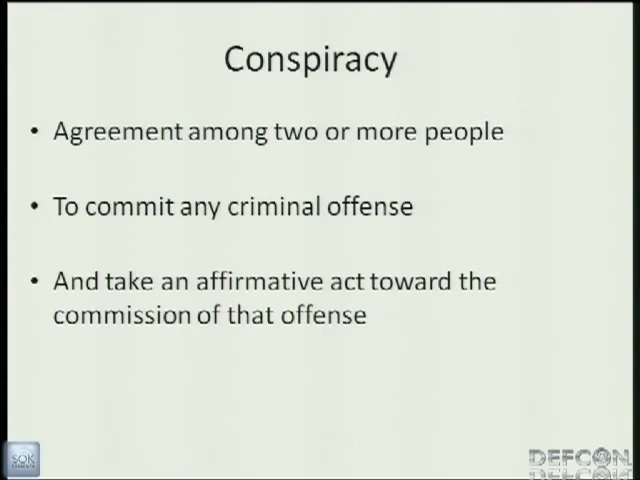 Conspiracy
• Agreement among two or more people
• To commit any criminal offense
• And take an affirmative act toward the
commission of that offense
SOK
DEFCON